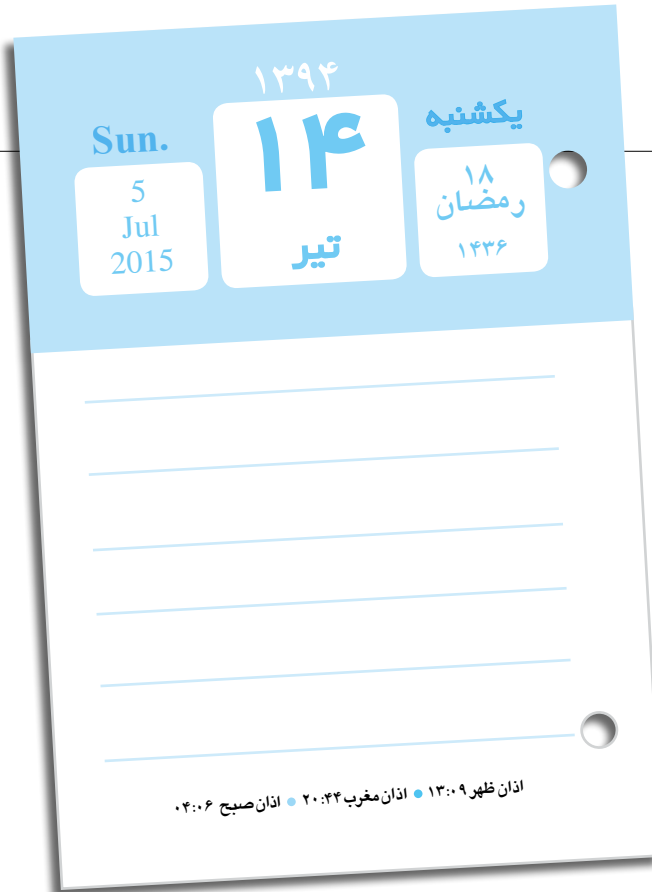 ۱۳۹۴
یکشنبه
۱۸
رمضان
۱۴۳۶
۱۴
تیر
Sun.
5
Jul
2015
اذان ظهر ۱۳:۰۹ • اذان مغرب ۲۰:۴۴ • اذان صبح ۰۴:۰۶